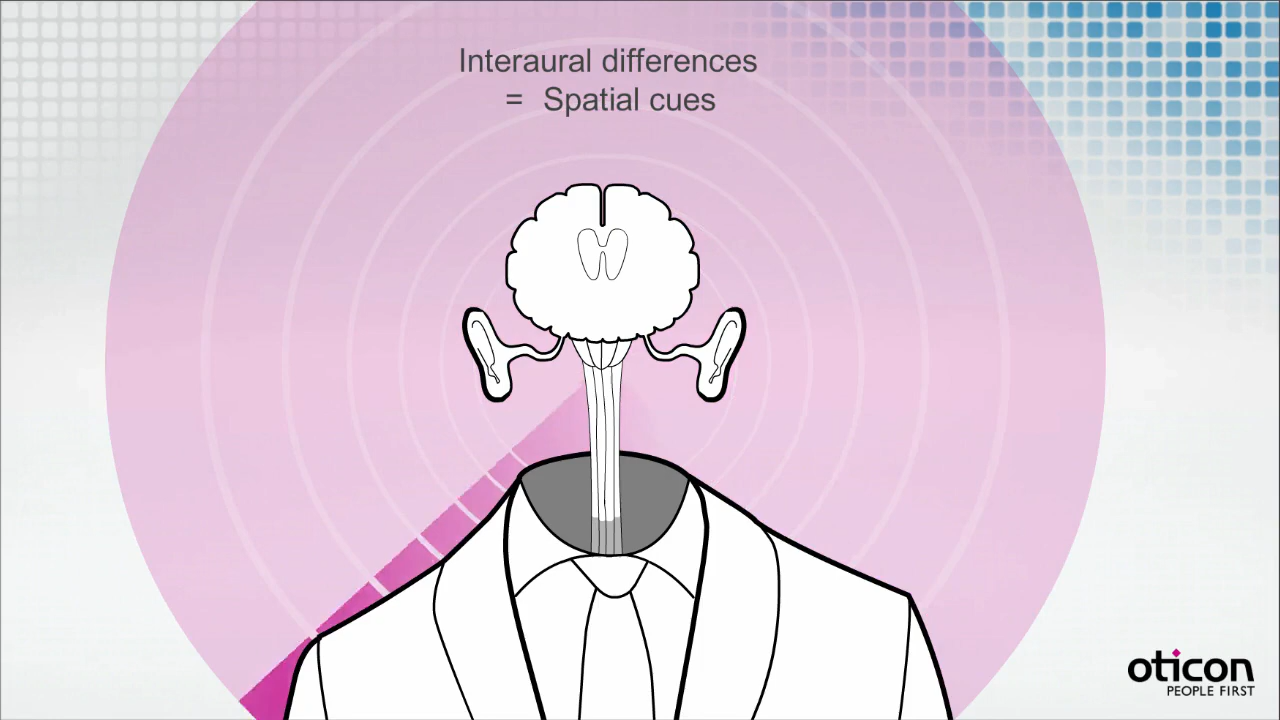 Interaural differences
= Spatial cues
oticon
PEOPLE FIRST